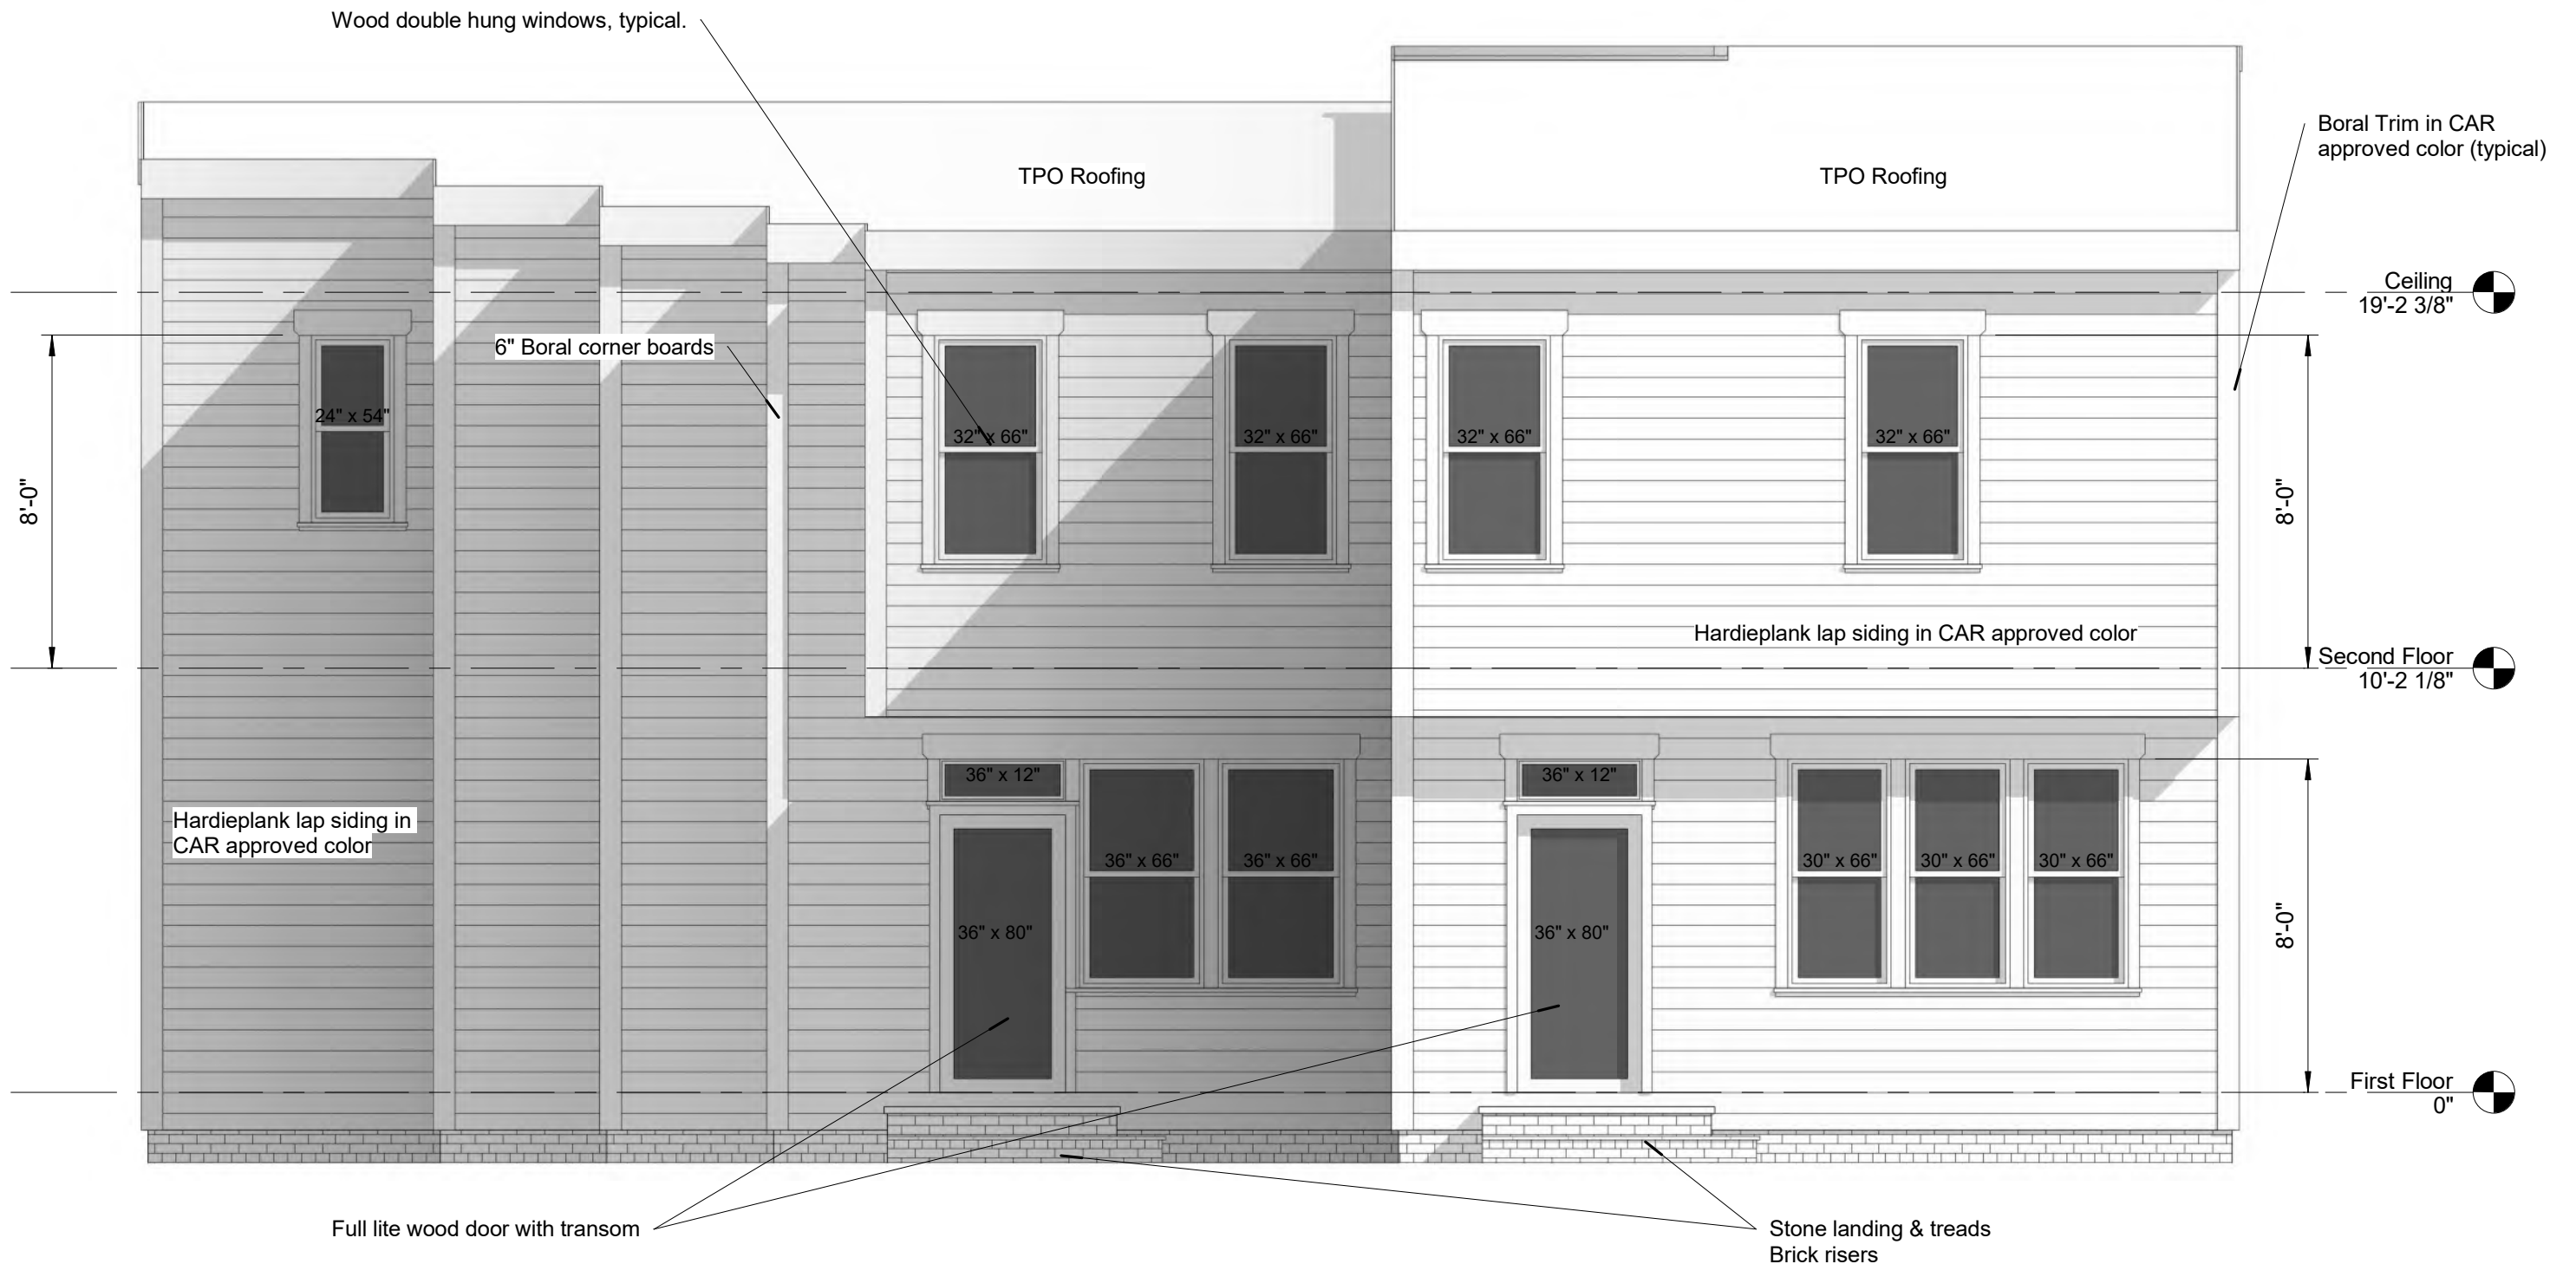 Wood double hung windows, typical.
Boral Trim in CAR
approved color (typical)
TPO Roofing
TPO Roofing
Ceiling
19'-2 3/8"
6" Boral corner boards
24" x 54"
32" x 66"
32" x 66"
32" x 66"
32" x 66"
8'-0"
8'-0"
Hardieplank lap siding in CAR approved color
Second Floor
10'-2 1/8"
36" x 12"
36" x 12"
Hardieplank lap siding in
CAR approved color
36" x 66"
36" x 66"
30" x 66"
30" x 66"
30" x 66"
36" x 80"
36" x 80"
8'-0"
First Floor
0"
Full lite wood door with transom
Stone landing & treads
Brick risers